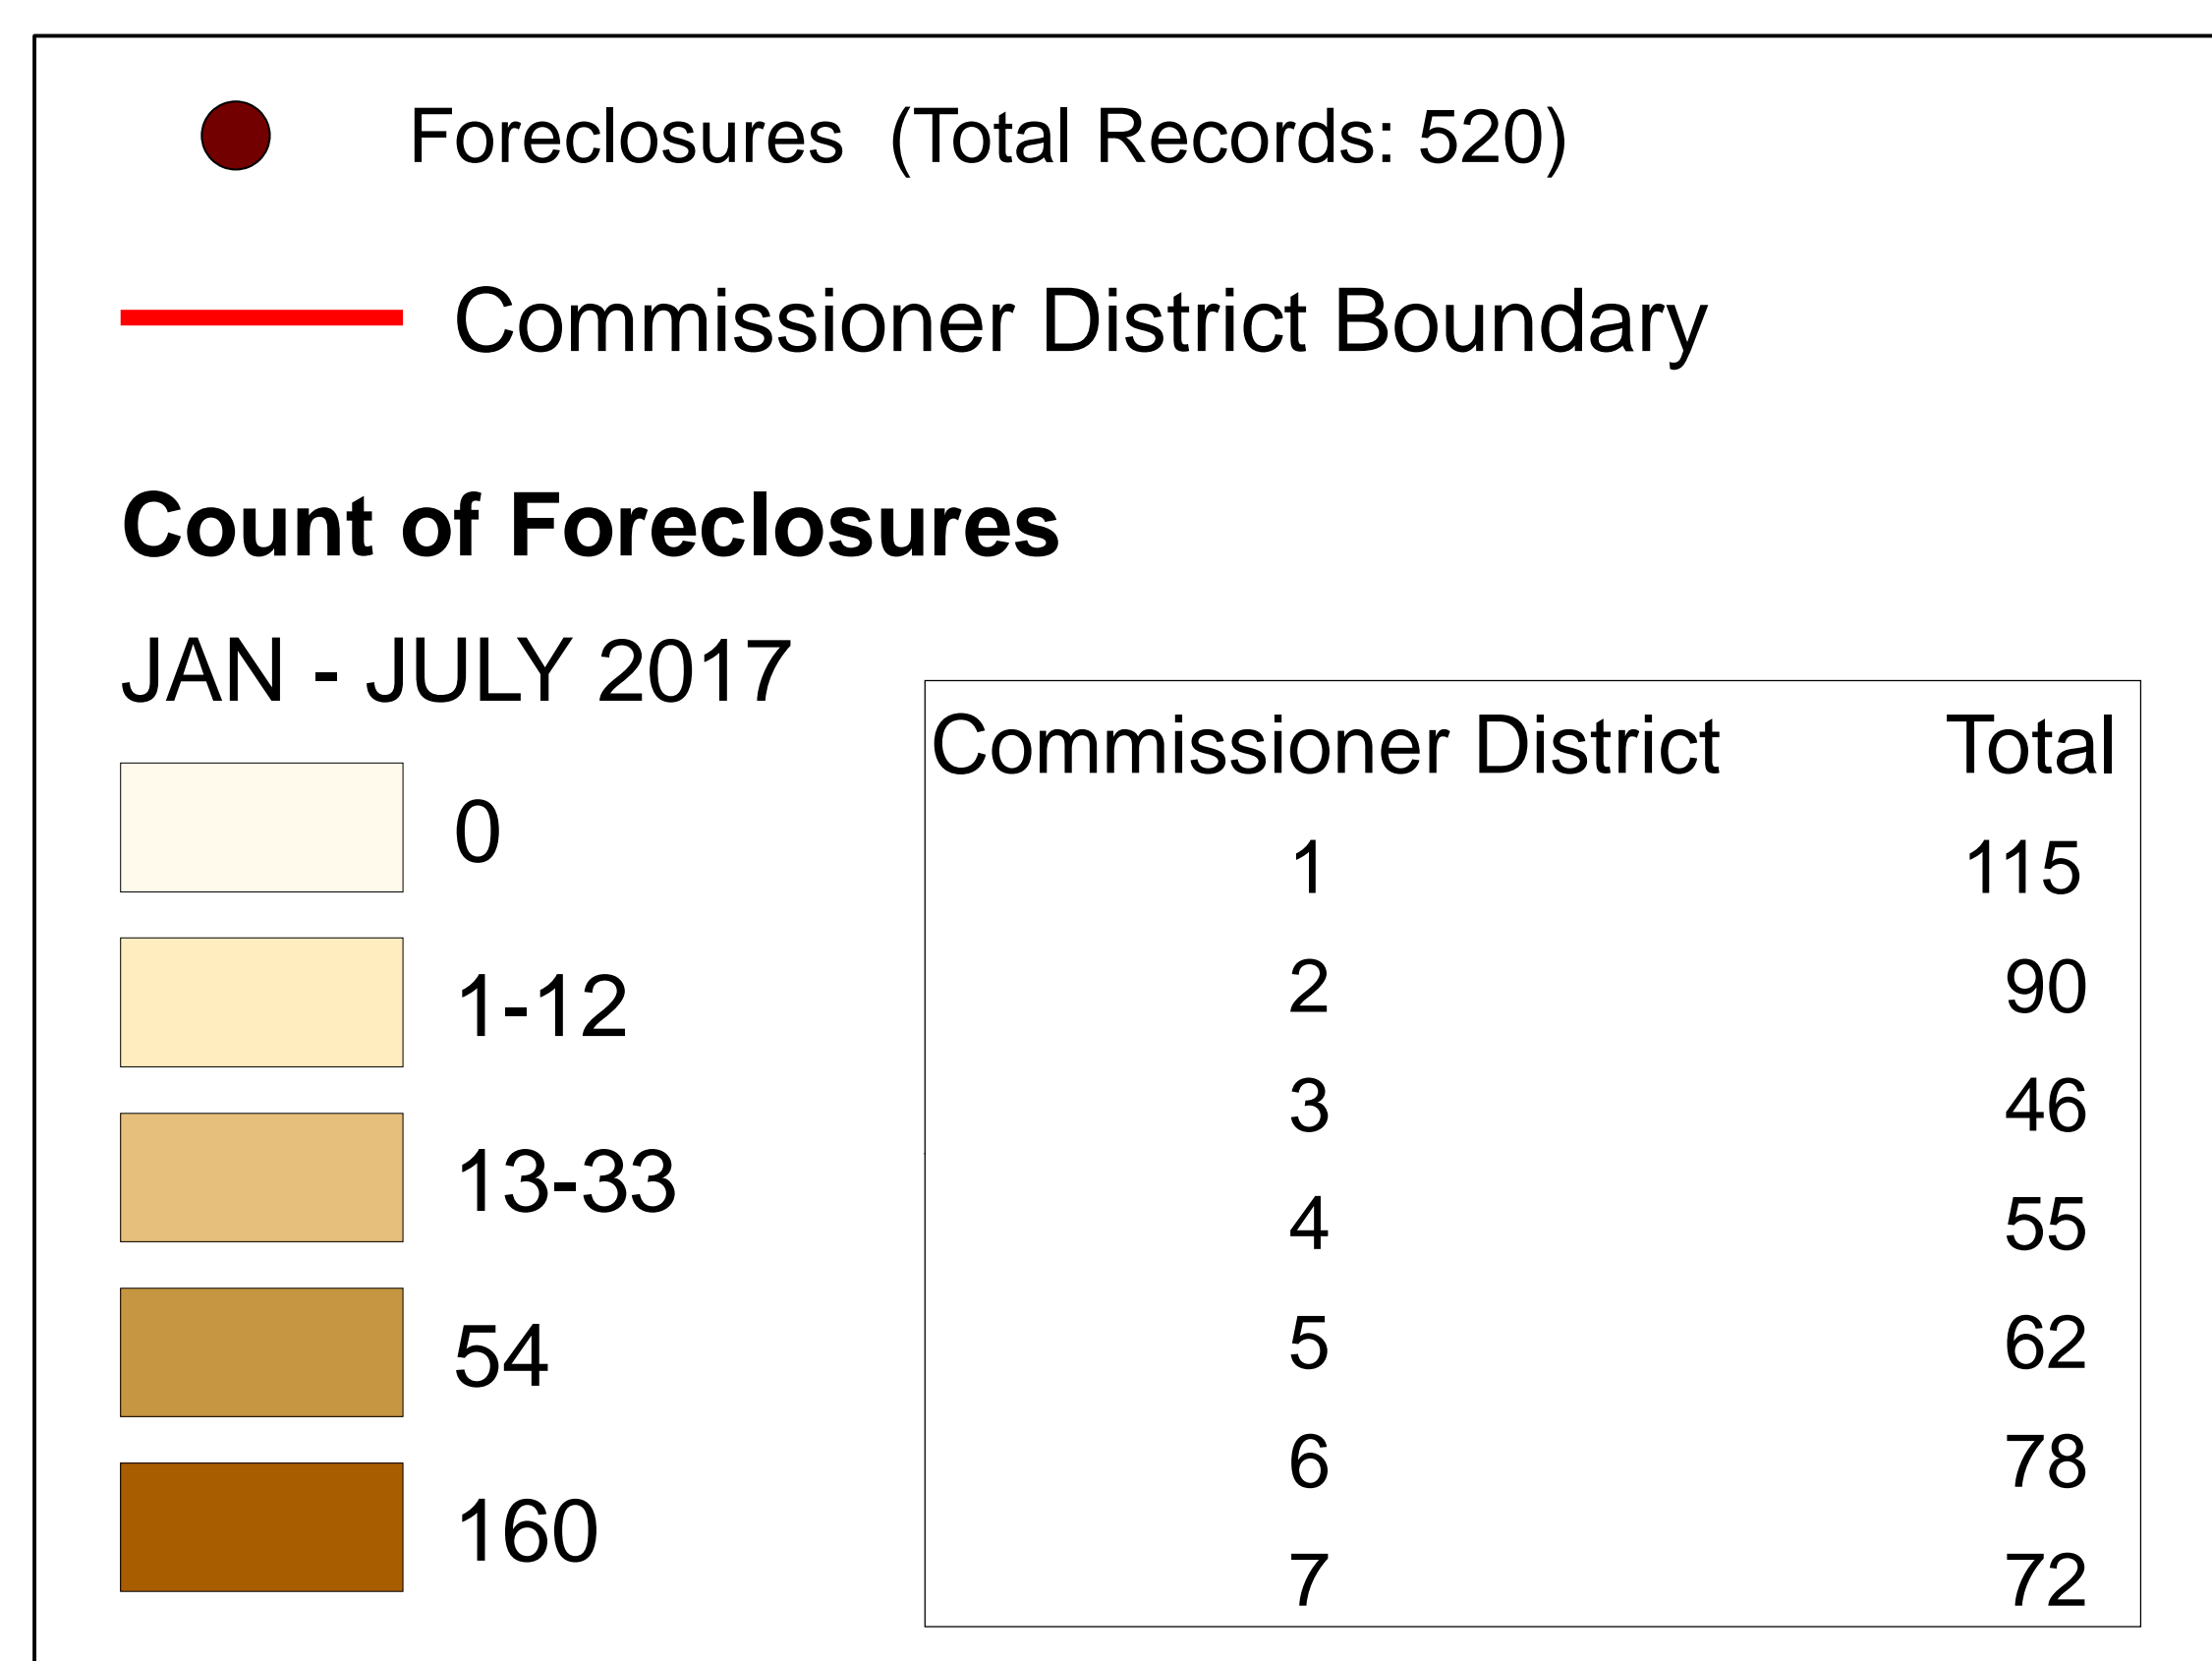 Foreclosures (Total Records: 520)
Commissioner District Boundary
Count of Foreclosures
JAN - JULY 2017
0
1-12
13-33
54
160
Commissioner District Total
1 115
2 90
3 46
4 55
5 62
6 78
7 72